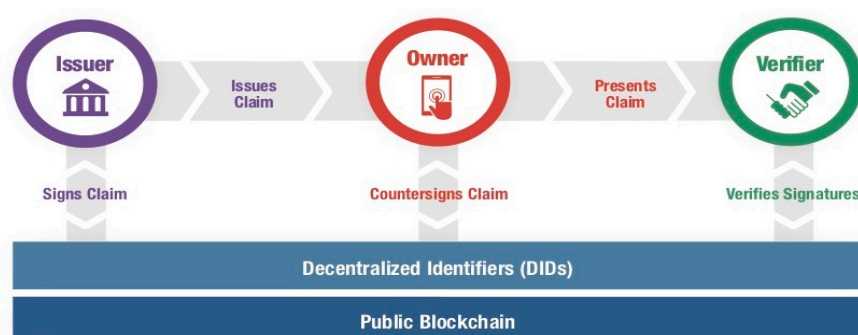 Issuer
Owner
Verifier
Issues
Claim
Presents
Claim
Signs Claim
Countersigns Claim
Verifies Signatures
Decentralized Identifiers (DIDs)
Public Blockchain